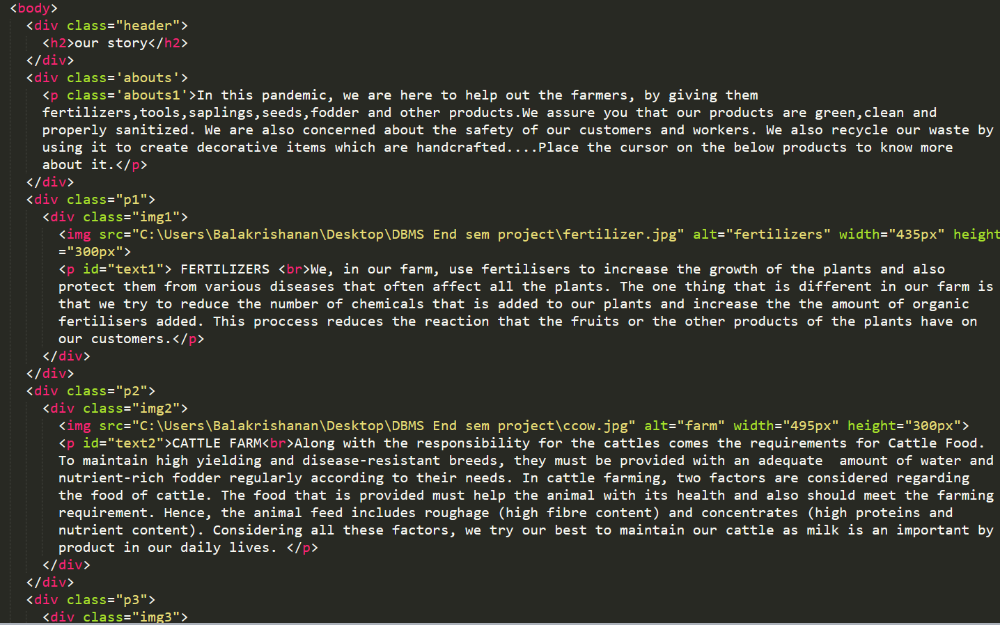 <body>
<div class="header">
<h2>our story</h2>
</div>
<div class='abouts'>
<p class='abouts1'>In this pandemic, we are here to help out the farmers, by giving them
fertilizers,tools,saplings,seeds,fodder and other products.We assure you that our products are green,clean and
properly sanitized. We are also concerned about the safety of our customers and workers. We also recycle our waste by
using it to create decorative items which are handcrafted....Place the cursor on the below products to know more
about it.</p>
</div>
<div class="p1">
<div class="img1">
<img src="C:\Users\Balakrishanan\Desktop\DBMS End sem project\fertilizer.jpg" alt="fertilizers" width="435px" height
="300px">
<p id="text1"> FERTILIZERS <br>We, in our farm, use fertilisers to increase the growth of the plants and also
protect them from various diseases that often affect all the plants. The one thing that is different in our farm is
that we try to reduce the number of chemicals that is added to our plants and increase the the amount of organic
fertilisers added. This proccess reduces the reaction that the fruits or the other products of the plants have on
our customers.</p>
</div>
</div>
<div class="p2">
<div class="img2">
<img src="C:\Users\Balakrishanan\Desktop\DBMS End sem project\ccow.jpg" alt="farm" width="495px" height="300px">
<p id="text2">CATTLE FARM<br>Along with the responsibility for the cattles comes the requirements for Cattle Food.
To maintain high yielding and disease-resistant breeds, they must be provided with an adequate  amount of water and
nutrient-rich fodder regularly according to their needs. In cattle farming, two factors are considered regarding
the food of cattle. The food that is provided must help the animal with its health and also should meet the farming
requirement. Hence, the animal feed includes roughage (high fibre content) and concentrates (high proteins and
nutrient content). Considering all these factors, we try our best to maintain our cattle as milk is an important by
product in our daily lives. </p>
</div>
</div>
<div class="p3">
<div class="img3">